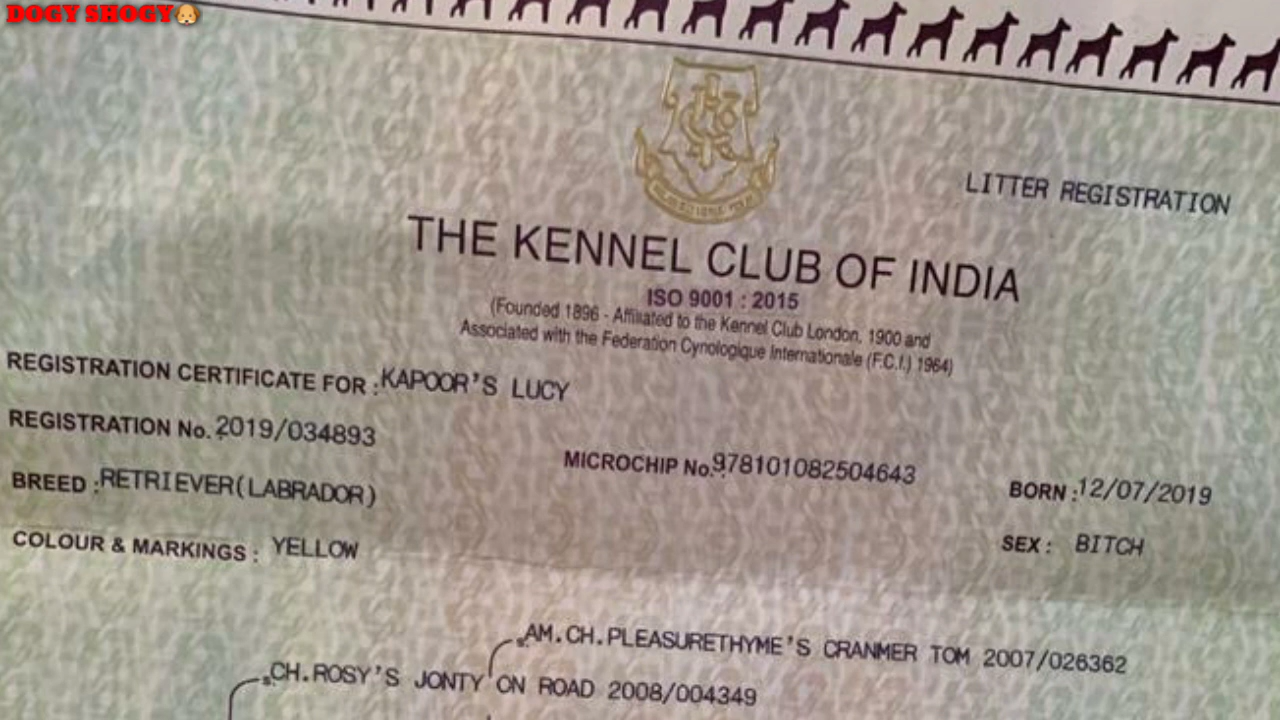 DOGY SHOGY
LITTER REGISTRATION
THE KENNEL CLUB OF INDIA
ISO 9001 : 2015
(Founded 1896 - Affiliated to the Kennel Club London, 1900 and
Associated with the Federation Cynologique Internationale (F.C.I.) 1964)
REGISTRATION CERTIFICATE FOR : KAPOOR'S LUCY
REGISTRATION No. 2019/034893
MICROCHIP No. 978101082504643
BREED : RETRIEVER(LABRADOR)
BORN : 12/07/2019
COLOUR & MARKINGS : YELLOW
SEX : BITCH
AM.CH.PLEASURETHYME'S CRANMER TOM 2007/026362
CH.ROSY'S JONTY ON ROAD 2008/004349